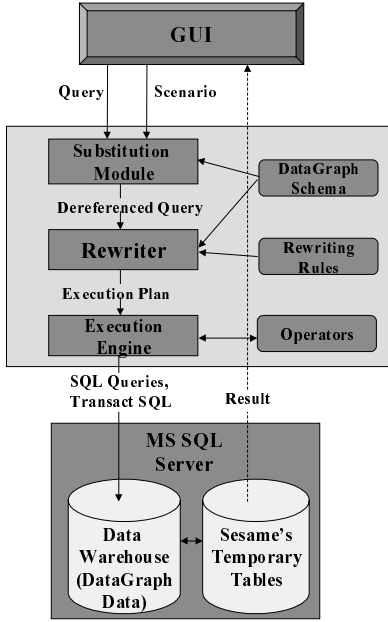 GUI
Query
Scenario
Substitution
Module
DataGraph
Schema
Dereferenced Query
Rewriter
Rewriting
Rules
Execution Plan
Execution
Engine
Operators
SQL Queries,
Transact SQL
Result
MS SQL
Server
Data
Warehouse
(DataGraph
Data)
Sesame's
Temporary
Tables